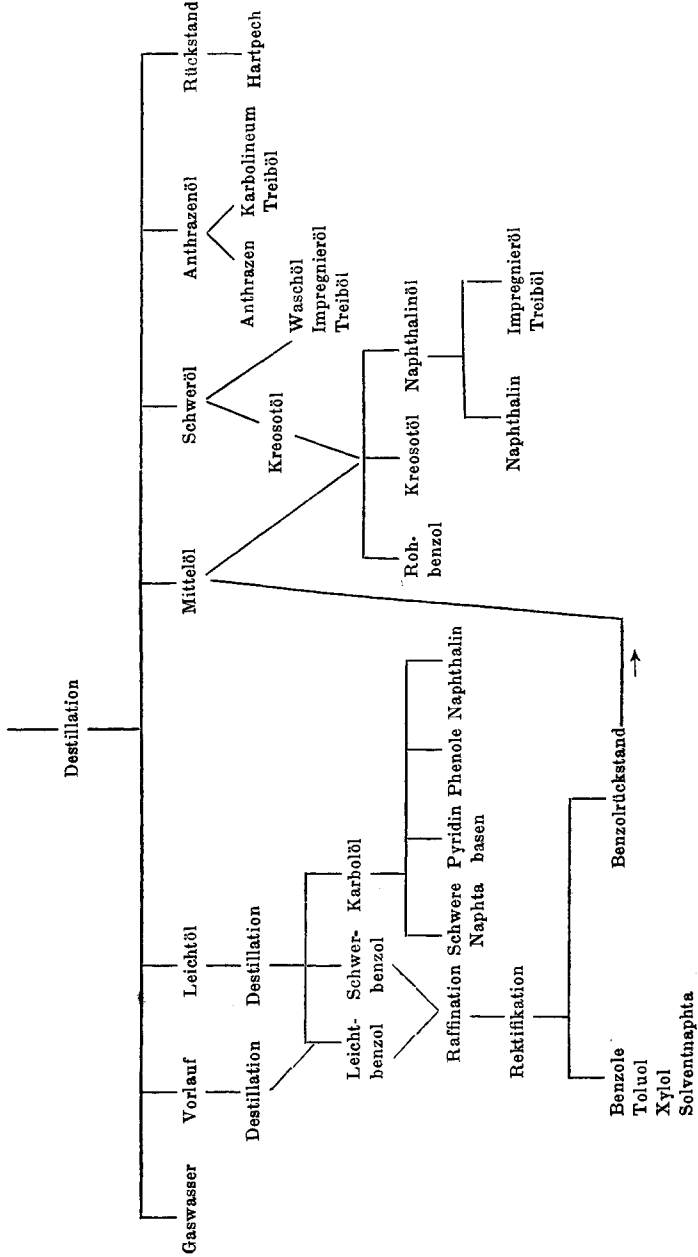 Destillation
Gaswasser
Vorlauf
Leichtöl
Mittelöl
Schweröl
Anthrazenöl
Rückstand
Destillation
Destillation
Anthrazen
Karbolineum
Treiböl
Hartpech
Kreosotöl
Waschöl
Impregnieröl
Treiböl
Leicht-
benzol
Schwer-
benzol
Karbolöl
Roh-
benzol
Kreosotöl
Naphthalinöl
Raffination
Schwere
Naphta
Pyridin
basen
Phenole
Naphthalin
Naphthalin
Impregnieröl
Treiböl
Rektifikation
Benzole
Toluol
Xylol
Solventnaphta
Benzolrückstand